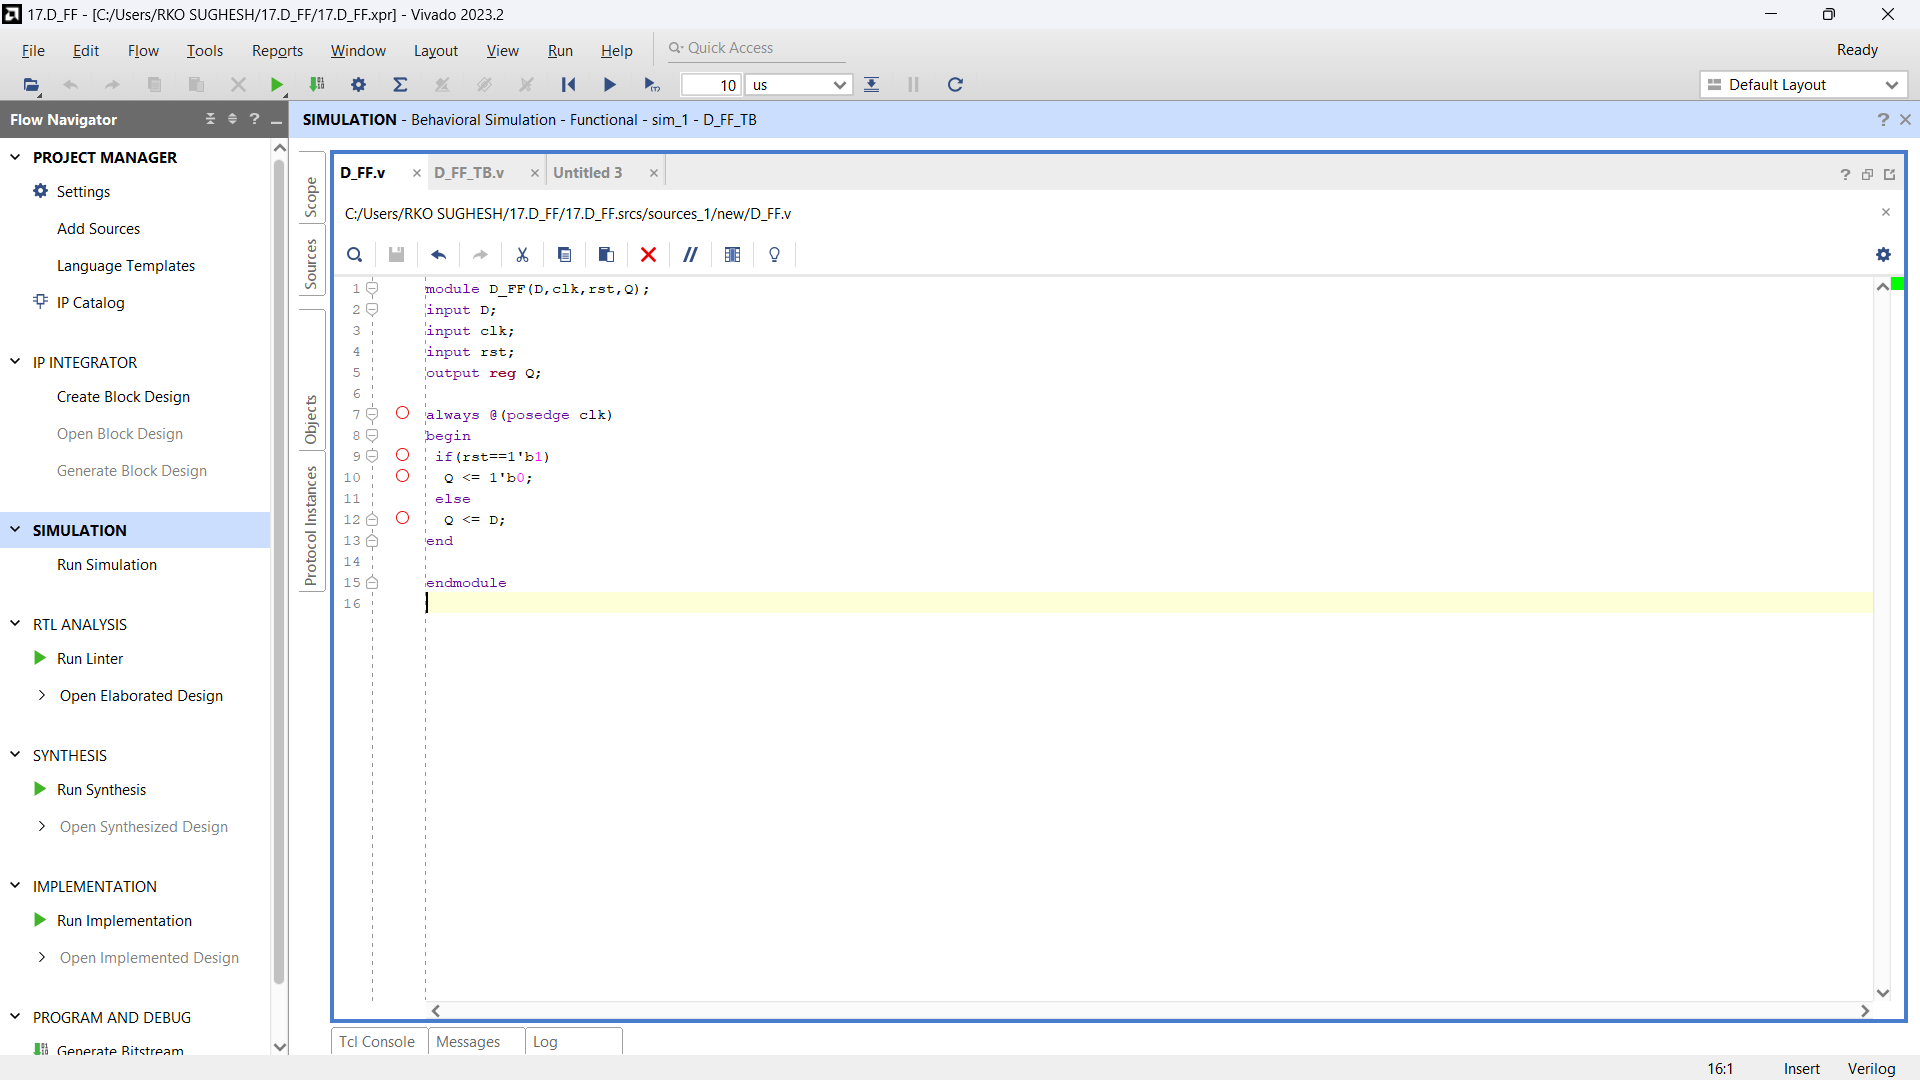 17.D_FF - [C:/Users/RKO SUGHESH/17.D_FF/17.D_FF.xpr] - Vivado 2023.2
File Edit Flow Tools Reports Window Layout View Run Help Quick Access Ready
10 us Default Layout
Flow Navigator ? SIMULATION - Behavioral Simulation - Functional - sim_1 - D_FF_TB ?
PROJECT MANAGER
Settings
Add Sources
Language Templates
IP Catalog
IP INTEGRATOR
Create Block Design
Open Block Design
Generate Block Design
SIMULATION
Run Simulation
RTL ANALYSIS
Run Linter
Open Elaborated Design
SYNTHESIS
Run Synthesis
Open Synthesized Design
IMPLEMENTATION
Run Implementation
Open Implemented Design
PROGRAM AND DEBUG
Generate Bitstream
Scope
Sources
Objects
Protocol Instances
D_FF.v D_FF_TB.v Untitled 3 ?
C:/Users/RKO SUGHESH/17.D_FF/17.D_FF.srcs/sources_1/new/D_FF.v
1 module D_FF(D,clk,rst,Q);
2 input D;
3 input clk;
4 input rst;
5 output reg Q;
6
7 always @(posedge clk)
8 begin
9 if(rst==1'b1)
10 Q <= 1'b0;
11 else
12 Q <= D;
13 end
14
15 endmodule
16
Tcl Console Messages Log
16:1 Insert Verilog